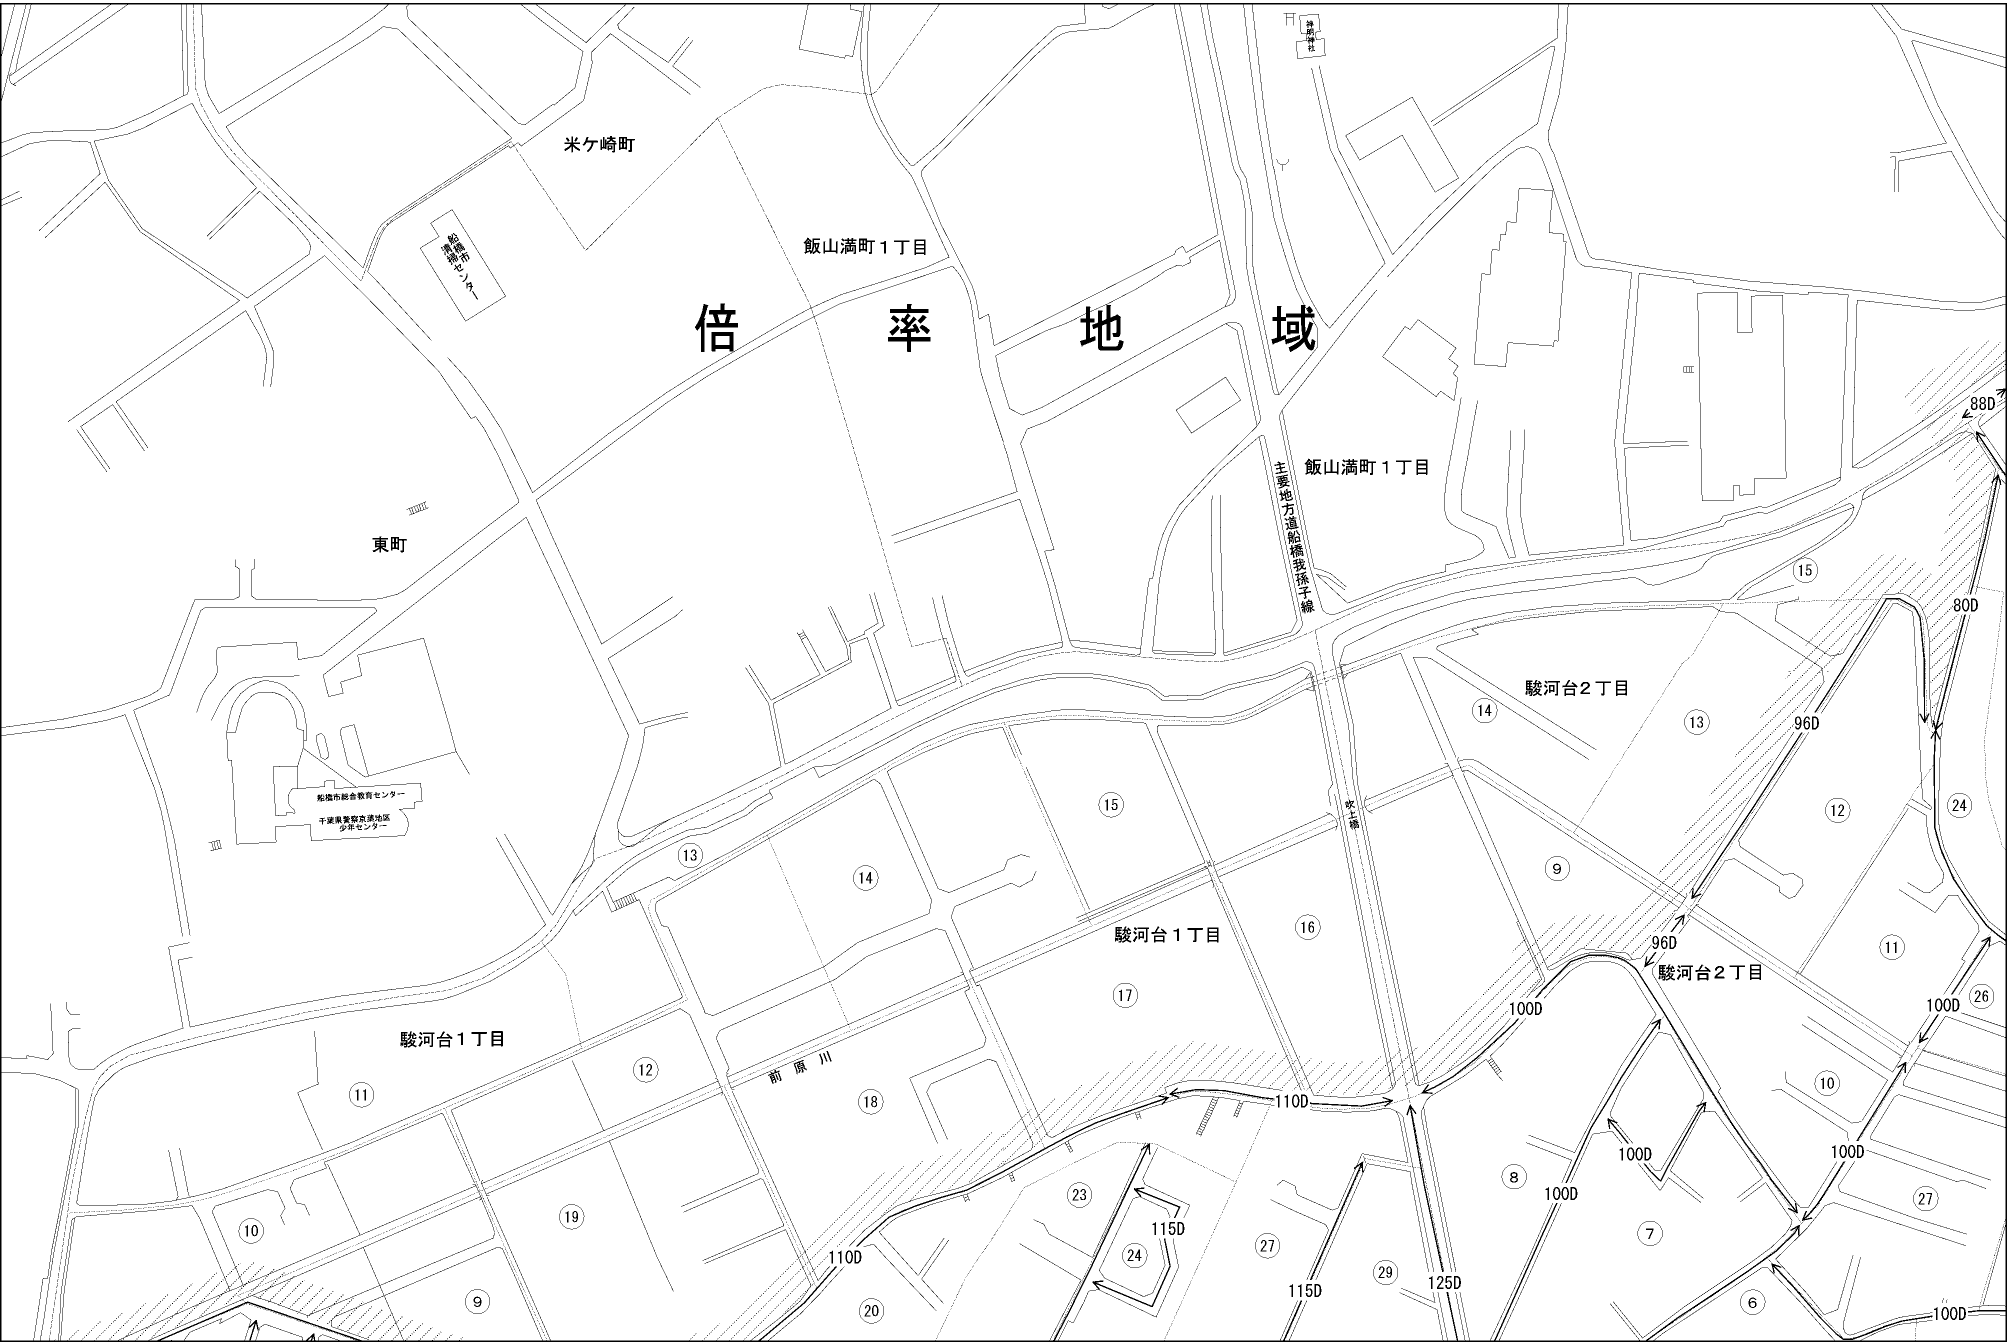 神明神社
米ケ崎町
船橋市
清掃センター
飯山満町1丁目
倍率地域
88D
飯山満町1丁目
主要地方道船橋我孫子線
東町
⑮
80D
駿河台2丁目
⑭
⑬
96D
船橋市総合教育センター
千葉県警察京葉地区
少年センター
⑮
吹上橋
⑫
㉔
⑬
⑭
⑨
⑯
駿河台1丁目
96D
⑪
駿河台2丁目
⑰
100D
100D
㉖
駿河台1丁目
⑫
前原川
⑪
⑱
110D
⑩
100D
100D
㉓
⑧
100D
㉗
⑲
⑩
115D
⑦
㉗
㉔
110D
115D
㉙
125D
⑨
⑳
⑥
100D